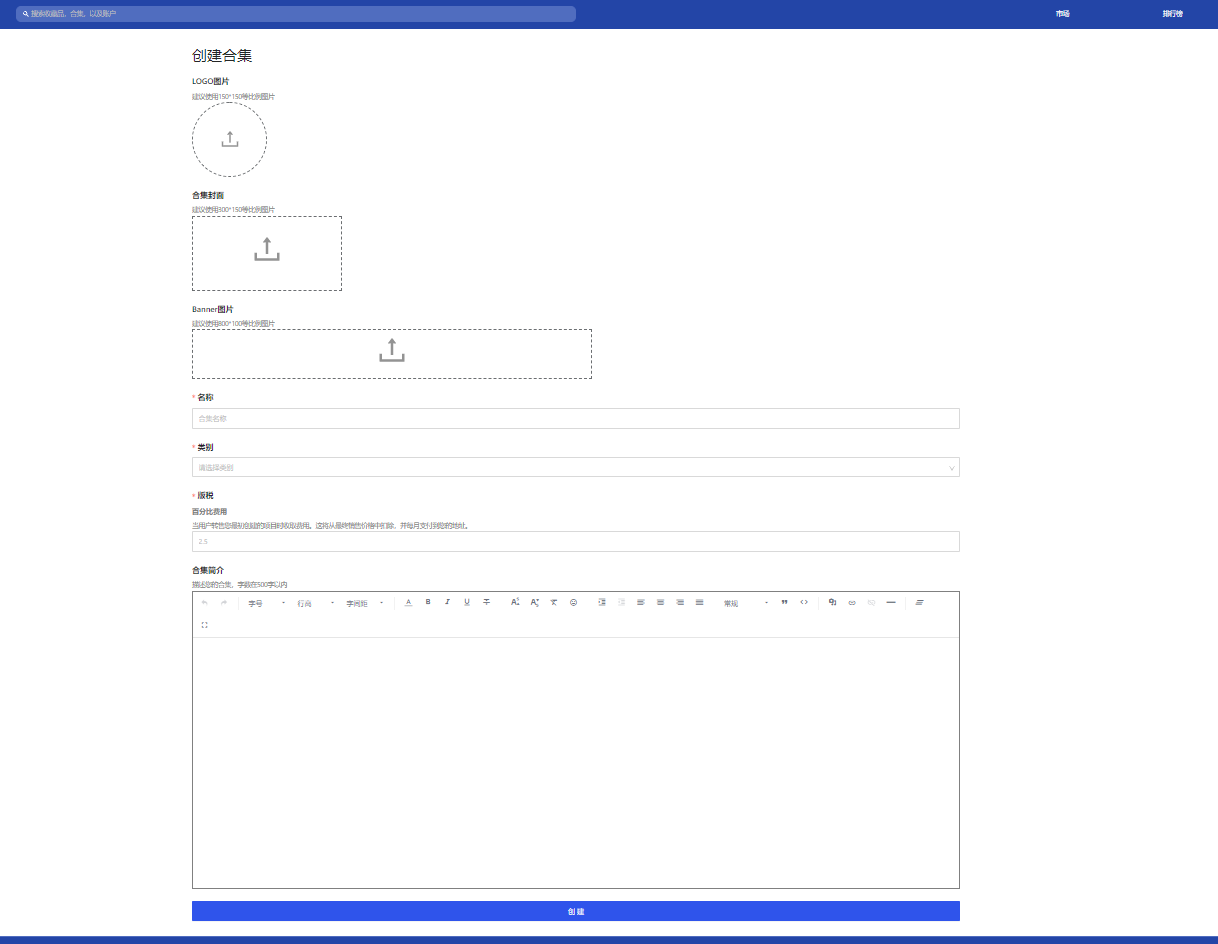 搜索收藏品、合集、以及账户
市场
排行榜
创建合集
LOGO图片
建议使用150*150等比例图片
合集封面
建议使用300*150等比例图片
Banner图片
建议使用800*100等比例图片
* 名称
合集名称
* 类别
请选择类别
* 版税
百分比费用
当用户转售您最初创建的项目时收取费用。这将从最终销售价格中扣除，并每月支付到您的地址。
2.5
合集简介
描述您的合集，字数在500字以内
字号 行高 字间距 常规
创 建